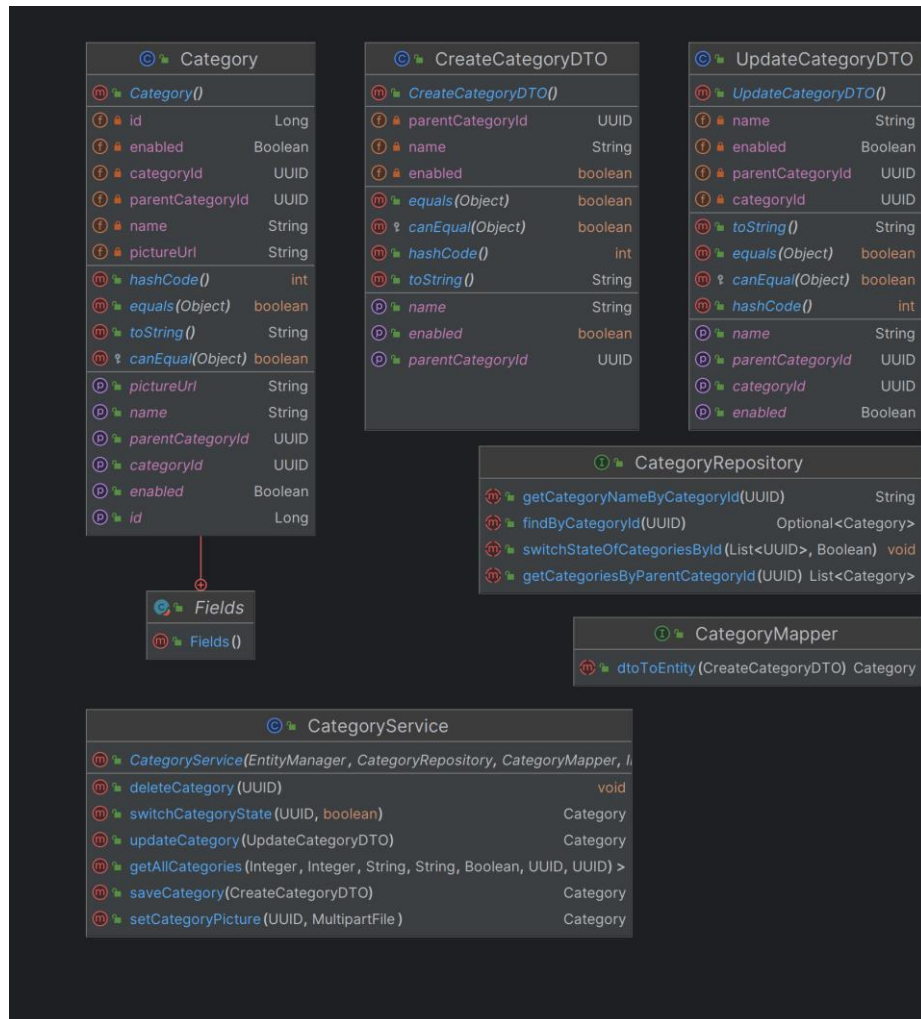 Category
Category()
id Long
enabled Boolean
categoryId UUID
parentCategoryId UUID
name String
pictureUrl String
hashCode() int
equals(Object) boolean
toString() String
canEqual(Object) boolean
pictureUrl String
name String
parentCategoryId UUID
categoryId UUID
enabled Boolean
id Long
Fields
Fields()
CreateCategoryDTO
CreateCategoryDTO()
parentCategoryId UUID
name String
enabled boolean
equals(Object) boolean
canEqual(Object) boolean
hashCode() int
toString() String
name String
enabled boolean
parentCategoryId UUID
UpdateCategoryDTO
UpdateCategoryDTO()
name String
enabled Boolean
parentCategoryId UUID
categoryId UUID
toString() String
equals(Object) boolean
canEqual(Object) boolean
hashCode() int
name String
parentCategoryId UUID
categoryId UUID
enabled Boolean
CategoryRepository
getCategoryNameByCategoryId(UUID) String
findByCategoryId(UUID) Optional<Category>
switchStateOfCategoriesById(List<UUID>, Boolean) void
getCategoriesByParentCategoryId(UUID) List<Category>
CategoryMapper
dtoToEntity(CreateCategoryDTO) Category
CategoryService
CategoryService(EntityManager, CategoryRepository, CategoryMapper,
deleteCategory(UUID) void
switchCategoryState(UUID, boolean) Category
updateCategory(UpdateCategoryDTO) Category
getAllCategories(Integer, Integer, String, String, Boolean, UUID, UUID) >
saveCategory(CreateCategoryDTO) Category
setCategoryPicture(UUID, MultipartFile) Category